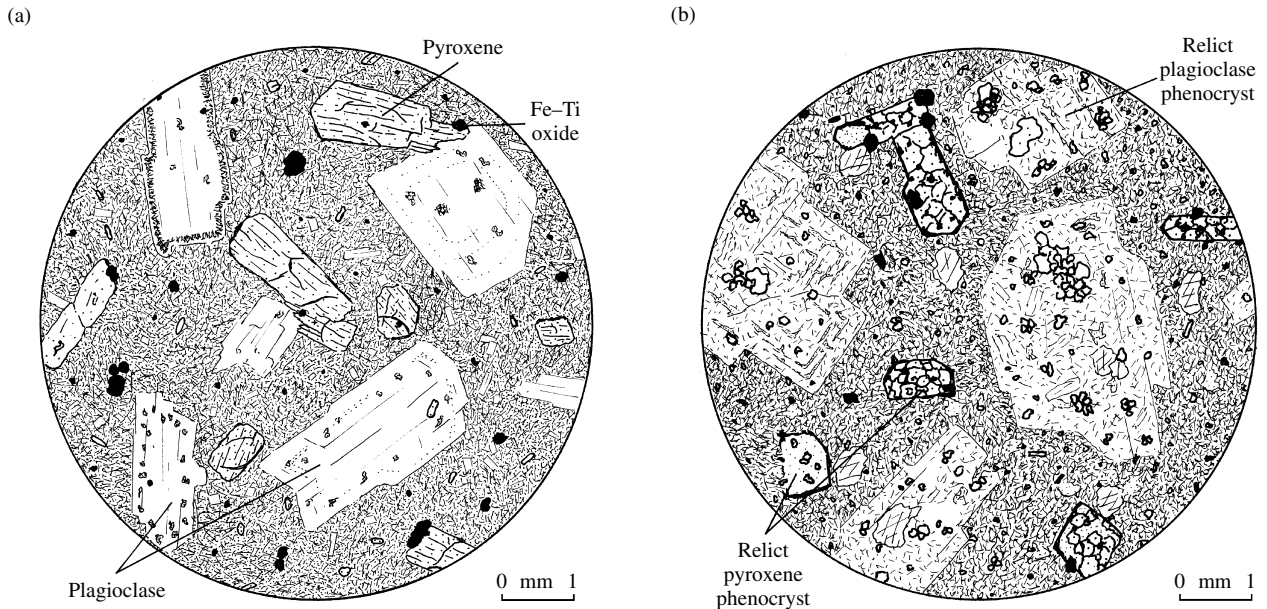 (a)
Pyroxene
Fe–Ti
oxide
Plagioclase
0 mm 1
(b)
Relict
plagioclase
phenocryst
Relict
pyroxene
phenocryst
0 mm 1